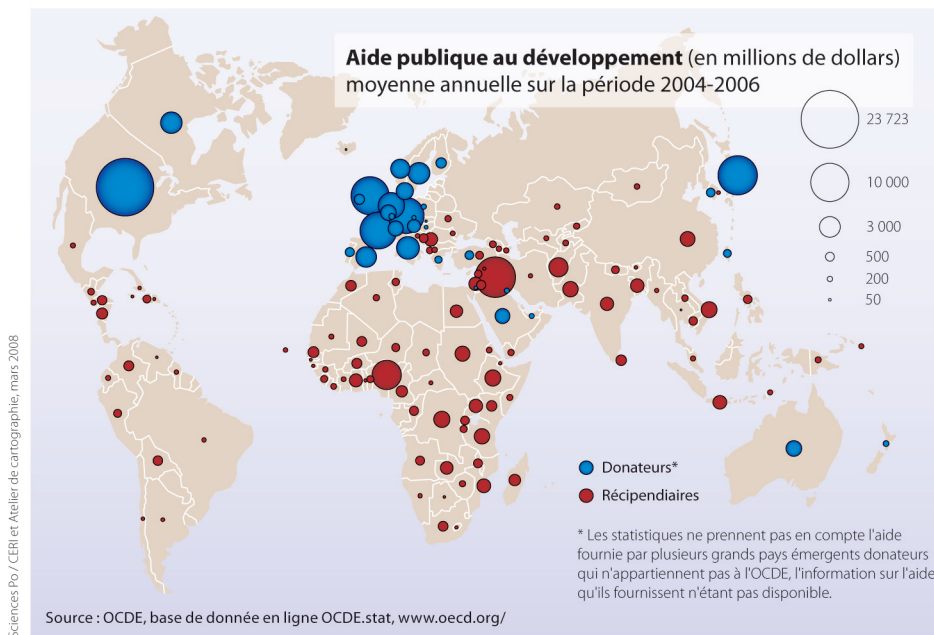 Aide publique au développement (en millions de dollars)
moyenne annuelle sur la période 2004-2006
23 723
10 000
3 000
500
200
50
Donateurs*
Récipendiaires
* Les statistiques ne prennent pas en compte l'aide
fournie par plusieurs grands pays émergents donateurs
qui n'appartiennent pas à l'OCDE, l'information sur l'aide
qu'ils fournissent n'étant pas disponible.
Source : OCDE, base de donnée en ligne OCDE.stat, www.oecd.org/
Sciences Po / CERI et Atelier de cartographie, mars 2008